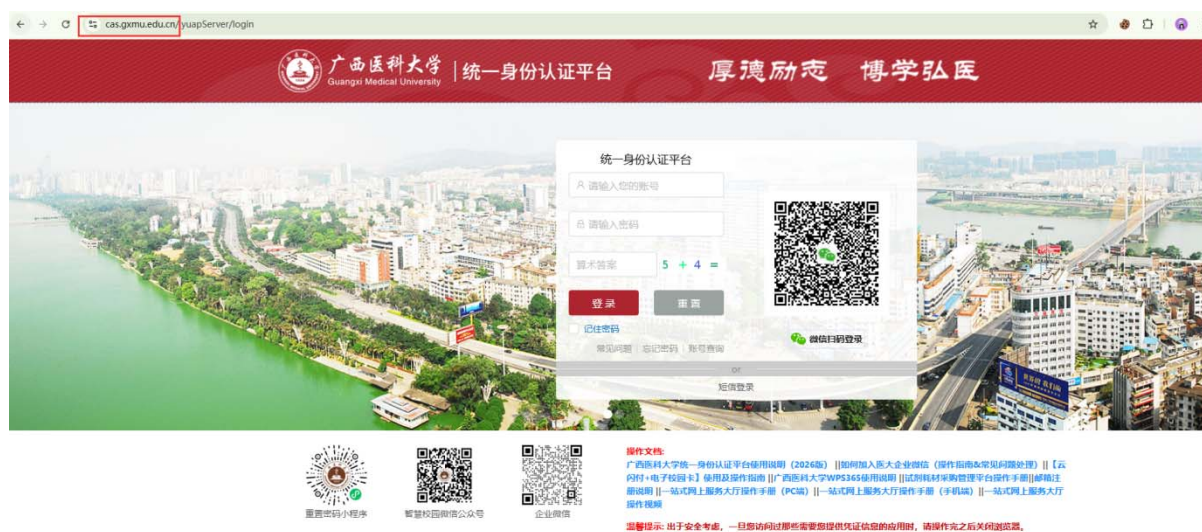 cas.gxmu.edu.cn/lyuapServer/login
广西医科大学
Guangxi Medical University
统一身份认证平台
厚德励志 博学弘医
统一身份认证平台
请输入您的账号
请输入密码
算术答案 5 + 4 =
登录 重置
记住密码
常见问题 忘记密码 账号查询
微信扫码登录
or
短信登录
重置密码小程序
智慧校园微信公众号
企业微信
操作文档:
广西医科大学统一身份认证平台使用说明（2026版）||如何加入医大企业微信（操作指南&常见问题处理）||【云
闪付+电子校园卡】使用及操作指南||广西医科大学WPS365使用说明||试剂耗材采购管理平台操作手册||邮箱注
册说明||一站式网上服务大厅操作手册（PC端）||一站式网上服务大厅操作手册（手机端）||一站式网上服务大厅
操作视频
温馨提示: 出于安全考虑，一旦您访问过那些需要您提供凭证信息的应用时，请操作完之后关闭浏览器。